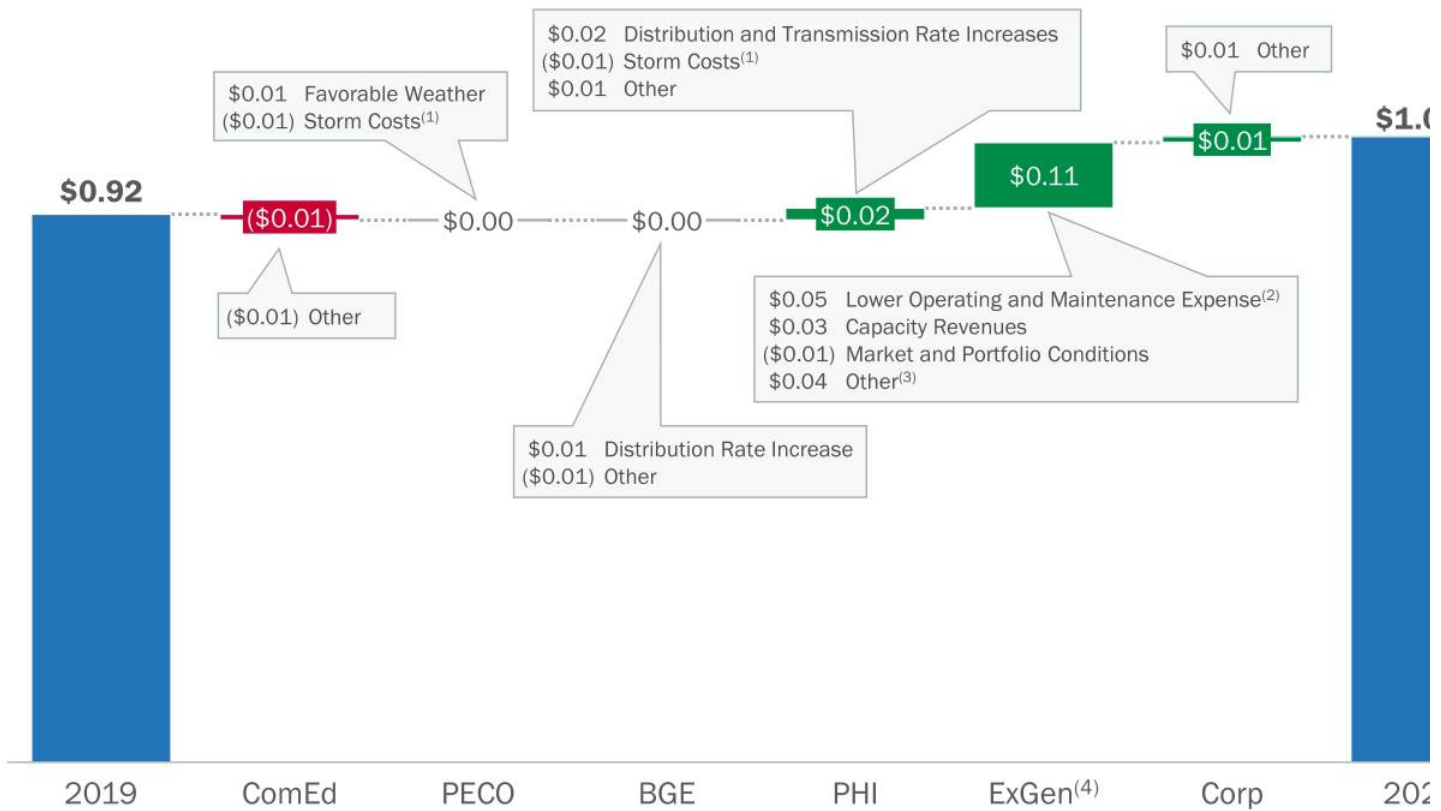 $0.02 Distribution and Transmission Rate Increases
($0.01) Storm Costs(1)
$0.01 Other
$0.01 Other
$0.01 Favorable Weather
($0.01) Storm Costs(1)
$0.92
($0.01)
$0.00
$0.00
$0.02
$0.11
$0.01
($0.01) Other
$0.05 Lower Operating and Maintenance Expense(2)
$0.03 Capacity Revenues
($0.01) Market and Portfolio Conditions
$0.04 Other(3)
$0.01 Distribution Rate Increase
($0.01) Other
2019
ComEd
PECO
BGE
PHI
ExGen(4)
Corp